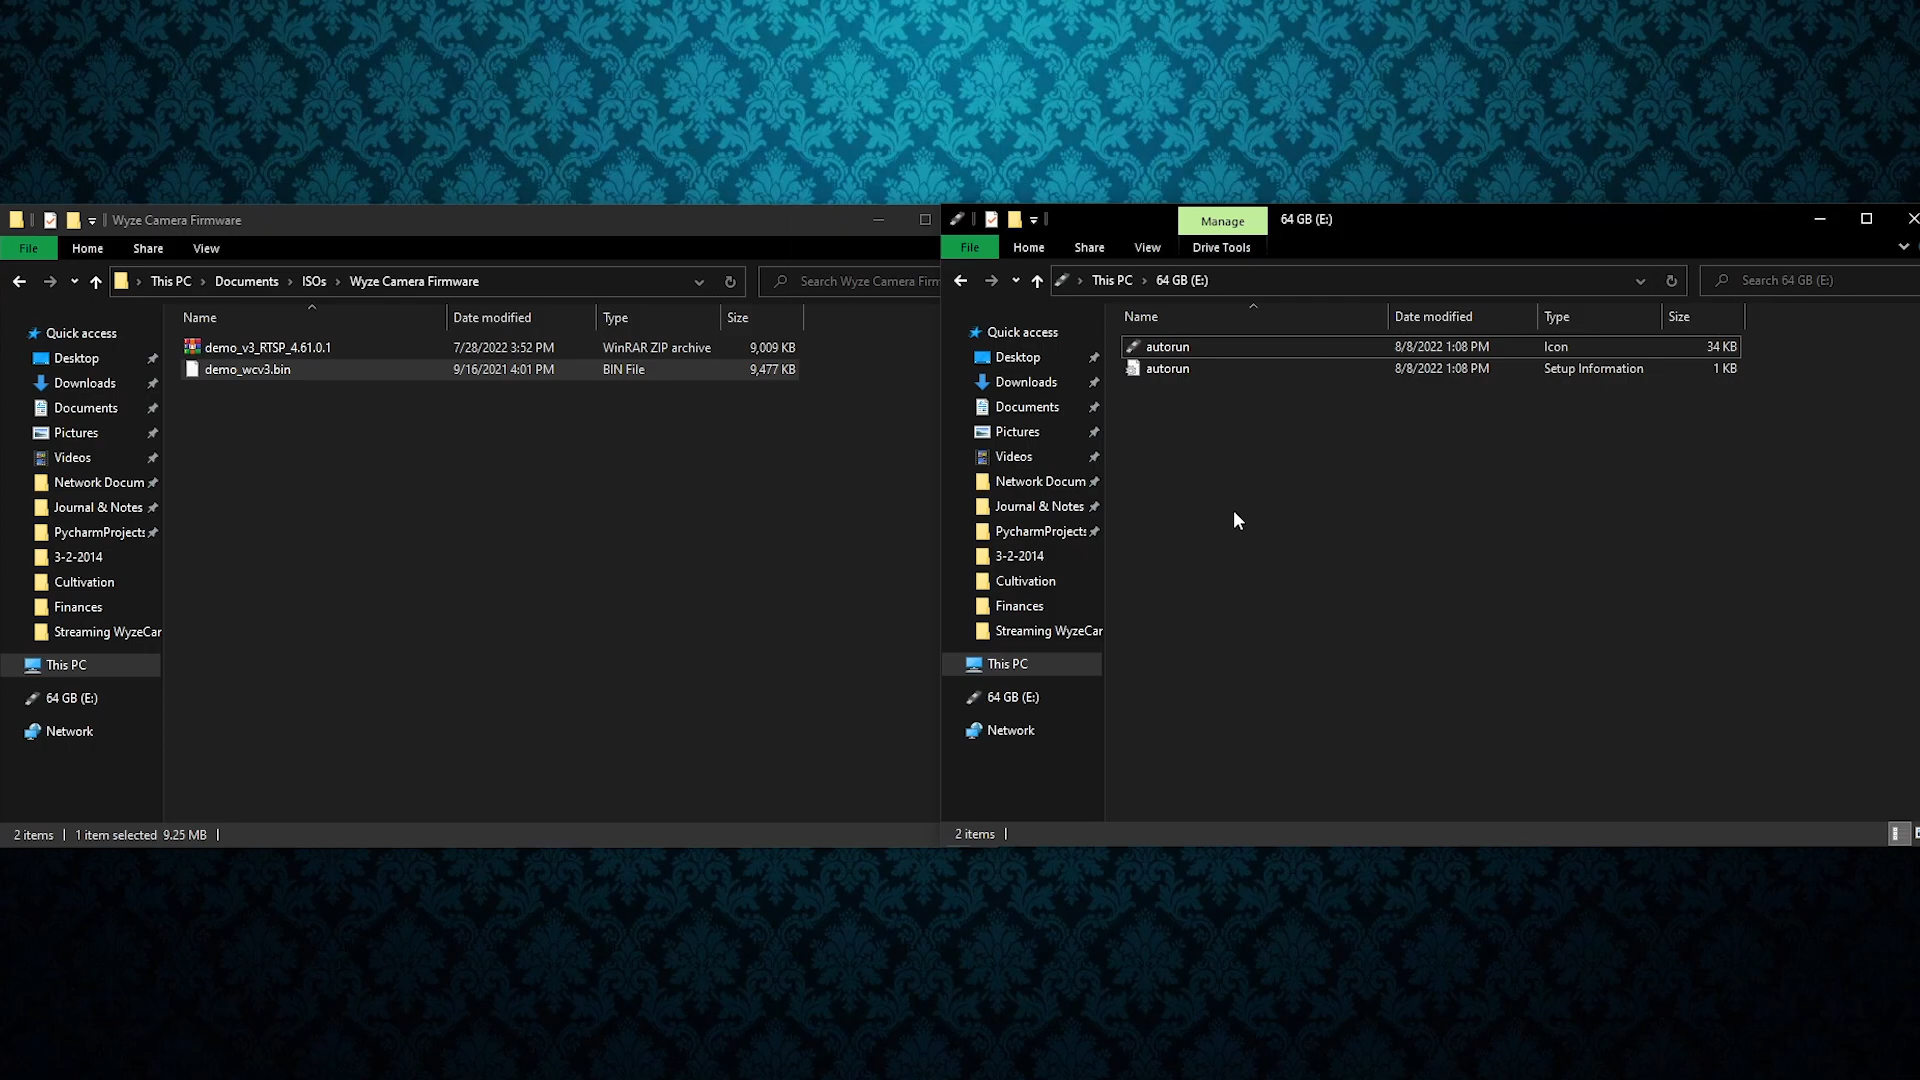 Wyze Camera Firmware
File Home Share View
This PC Documents ISOs Wyze Camera Firmware
Search Wyze Camera Firm
Name Date modified Type Size
demo_v3_RTSP_4.61.0.1 7/28/2022 3:52 PM WinRAR ZIP archive 9,009 KB
demo_wcv3.bin 9/16/2021 4:01 PM BIN File 9,477 KB
Quick access
Desktop
Downloads
Documents
Pictures
Videos
Network Docum
Journal & Notes
PycharmProjects
3-2-2014
Cultivation
Finances
Streaming WyzeCar
This PC
64 GB (E:)
Network
2 items 1 item selected 9.25 MB
Manage 64 GB (E:)
File Home Share View Drive Tools
This PC 64 GB (E:)
Search 64 GB (E:)
Name Date modified Type Size
autorun 8/8/2022 1:08 PM Icon 34 KB
autorun 8/8/2022 1:08 PM Setup Information 1 KB
Quick access
Desktop
Downloads
Documents
Pictures
Videos
Network Docum
Journal & Notes
PycharmProjects
3-2-2014
Cultivation
Finances
Streaming WyzeCar
This PC
64 GB (E:)
Network
2 items